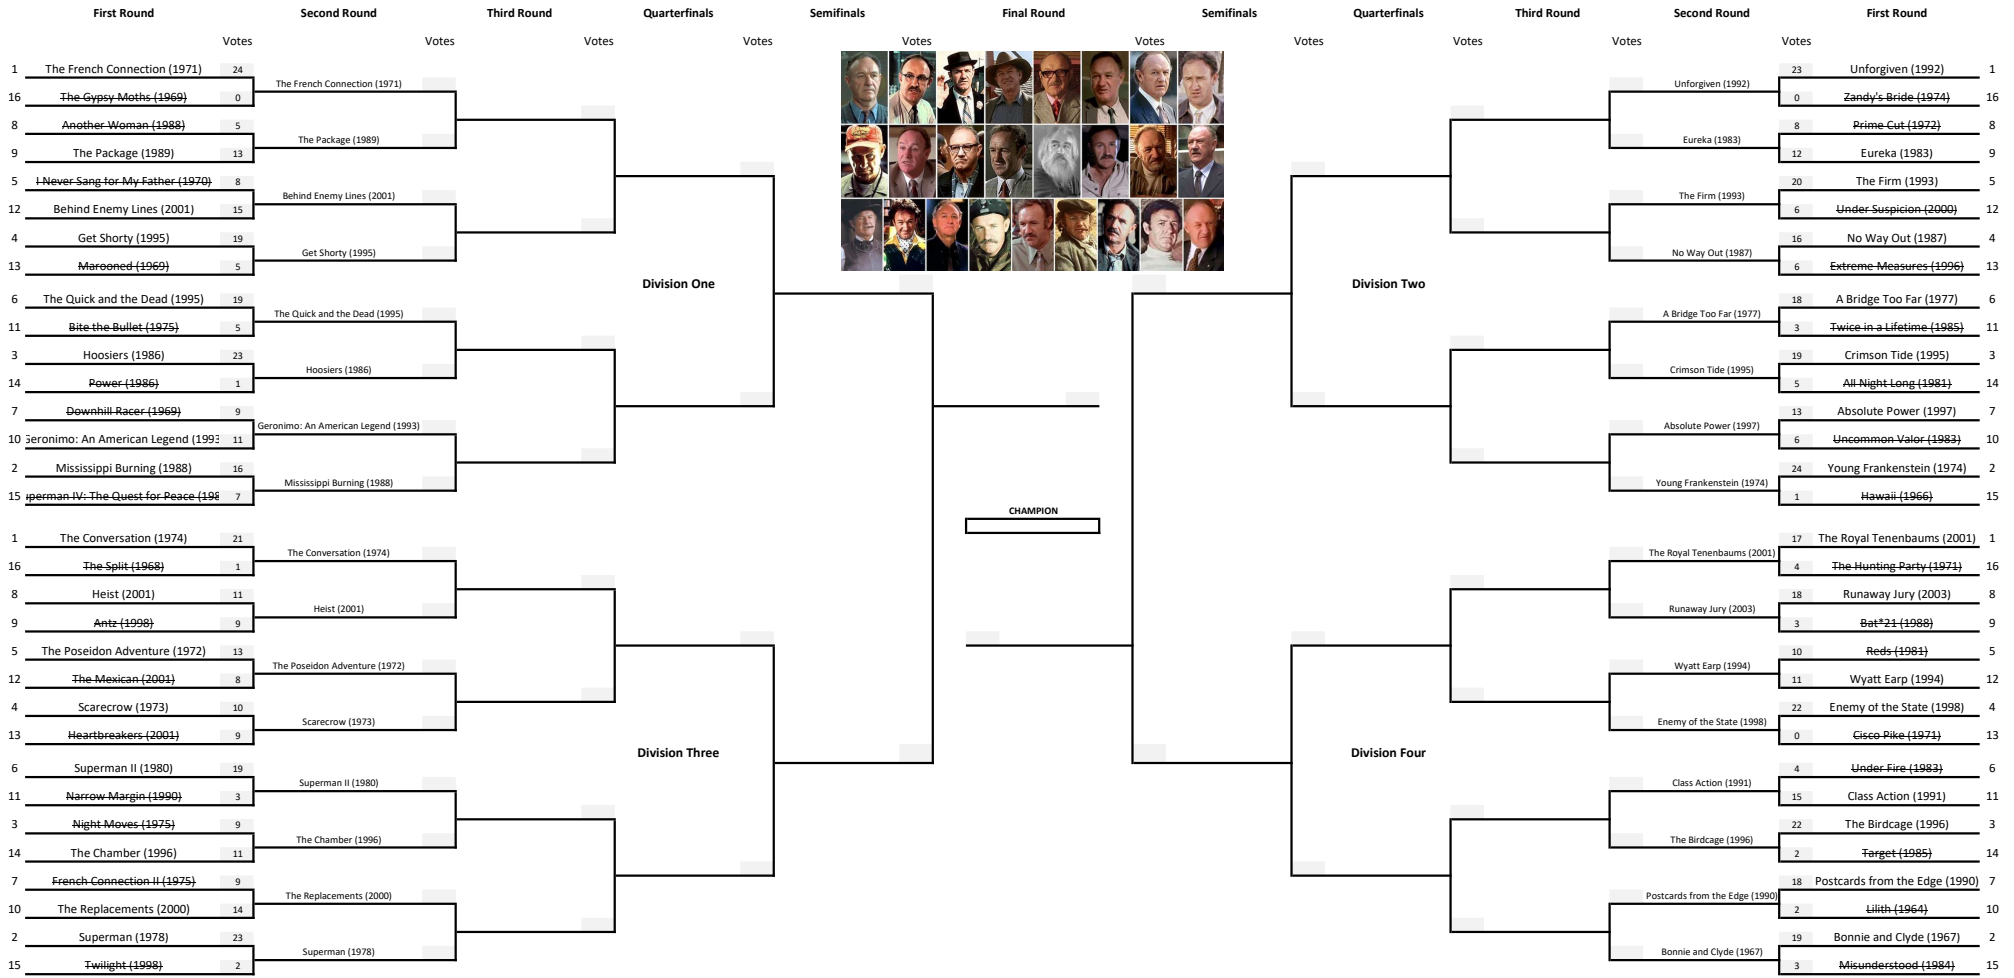 First Round Second Round Third Round Quarterfinals Semifinals Final Round Semifinals Quarterfinals Third Round Second Round First Round
Votes Votes Votes Votes Votes Votes Votes Votes Votes Votes
1 The French Connection (1971) 24
The French Connection (1971)
16 The Gypsy Moths (1969) 0
8 Another Woman (1988) 5
The Package (1989)
9 The Package (1989) 13
5 I Never Sang for My Father (1970) 8
Behind Enemy Lines (2001)
12 Behind Enemy Lines (2001) 15
4 Get Shorty (1995) 19
Get Shorty (1995)
13 Marooned (1969) 5
Division One
6 The Quick and the Dead (1995) 19
The Quick and the Dead (1995)
11 Bite the Bullet (1975) 5
3 Hoosiers (1986) 23
Hoosiers (1986)
14 Power (1986) 1
7 Downhill Racer (1969) 9
Geronimo: An American Legend (1993)
10 Geronimo: An American Legend (1993 11
2 Mississippi Burning (1988) 16
Mississippi Burning (1988)
15 perman IV: The Quest for Peace (198 7
1 The Conversation (1974) 21
The Conversation (1974)
16 The Split (1968) 1
8 Heist (2001) 11
Heist (2001)
9 Antz (1998) 9
5 The Poseidon Adventure (1972) 13
The Poseidon Adventure (1972)
12 The Mexican (2001) 8
4 Scarecrow (1973) 10
Scarecrow (1973)
13 Heartbreakers (2001) 9
Division Three
6 Superman II (1980) 19
Superman II (1980)
11 Narrow Margin (1990) 3
3 Night Moves (1975) 9
The Chamber (1996)
14 The Chamber (1996) 11
7 French Connection II (1975) 9
The Replacements (2000)
10 The Replacements (2000) 14
2 Superman (1978) 23
Superman (1978)
15 Twilight (1998) 2
CHAMPION
23 Unforgiven (1992) 1
Unforgiven (1992)
0 Zandy's Bride (1974) 16
8 Prime Cut (1972) 8
Eureka (1983)
12 Eureka (1983) 9
20 The Firm (1993) 5
The Firm (1993)
6 Under Suspicion (2000) 12
16 No Way Out (1987) 4
No Way Out (1987)
6 Extreme Measures (1996) 13
Division Two
18 A Bridge Too Far (1977) 6
A Bridge Too Far (1977)
3 Twice in a Lifetime (1985) 11
19 Crimson Tide (1995) 3
Crimson Tide (1995)
5 All Night Long (1981) 14
13 Absolute Power (1997) 7
Absolute Power (1997)
6 Uncommon Valor (1983) 10
24 Young Frankenstein (1974) 2
Young Frankenstein (1974)
1 Hawaii (1966) 15
17 The Royal Tenenbaums (2001) 1
The Royal Tenenbaums (2001)
4 The Hunting Party (1971) 16
18 Runaway Jury (2003) 8
Runaway Jury (2003)
3 Bat*21 (1988) 9
10 Reds (1981) 5
Wyatt Earp (1994)
11 Wyatt Earp (1994) 12
22 Enemy of the State (1998) 4
Enemy of the State (1998)
0 Cisco Pike (1971) 13
Division Four
4 Under Fire (1983) 6
Class Action (1991)
15 Class Action (1991) 11
22 The Birdcage (1996) 3
The Birdcage (1996)
2 Target (1985) 14
18 Postcards from the Edge (1990) 7
Postcards from the Edge (1990)
2 Lilith (1964) 10
19 Bonnie and Clyde (1967) 2
Bonnie and Clyde (1967)
3 Misunderstood (1984) 15